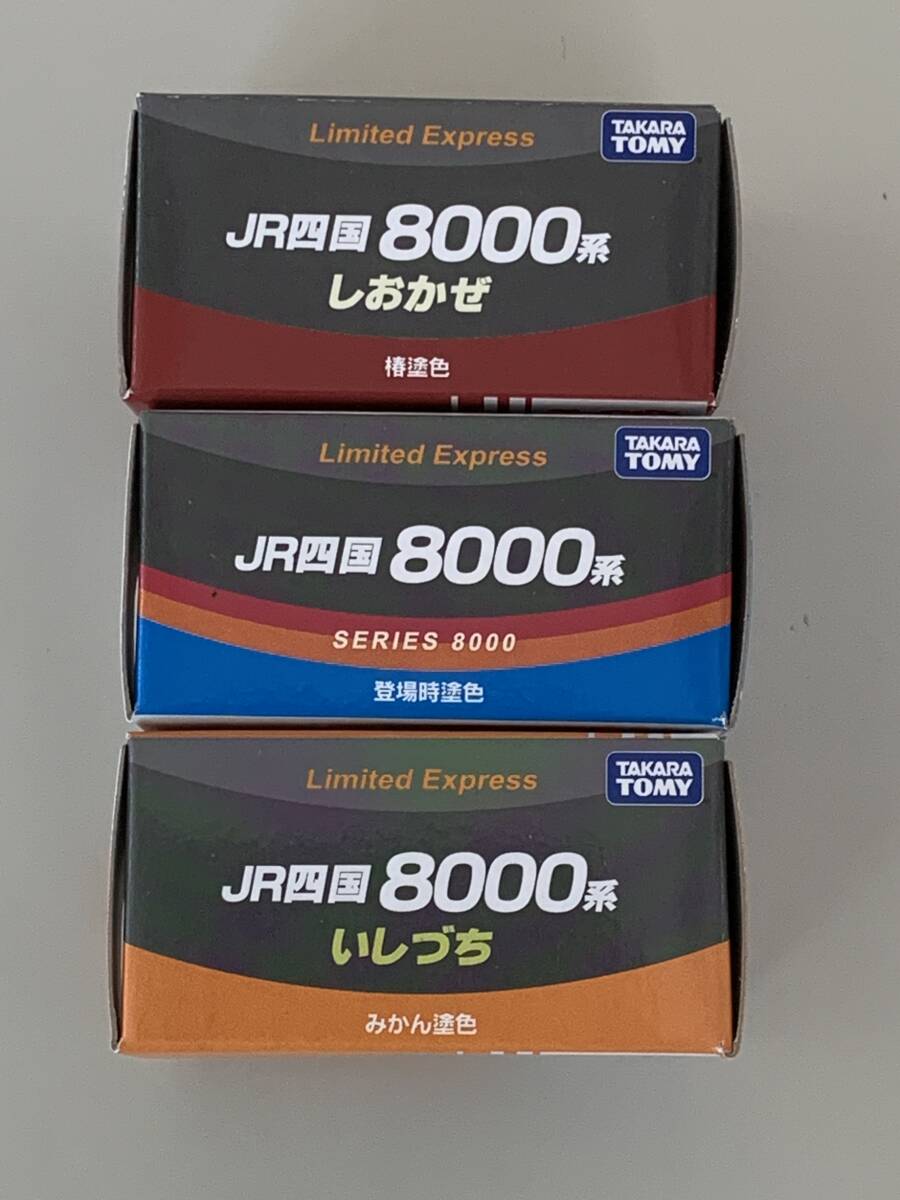 Limited Express
TAKARA
TOMY
JR四国 8000系
しおかぜ
椿塗色
Limited Express
TAKARA
TOMY
JR四国 8000系
SERIES 8000
登場時塗色
Limited Express
TAKARA
TOMY
JR四国 8000系
いしづち
みかん塗色